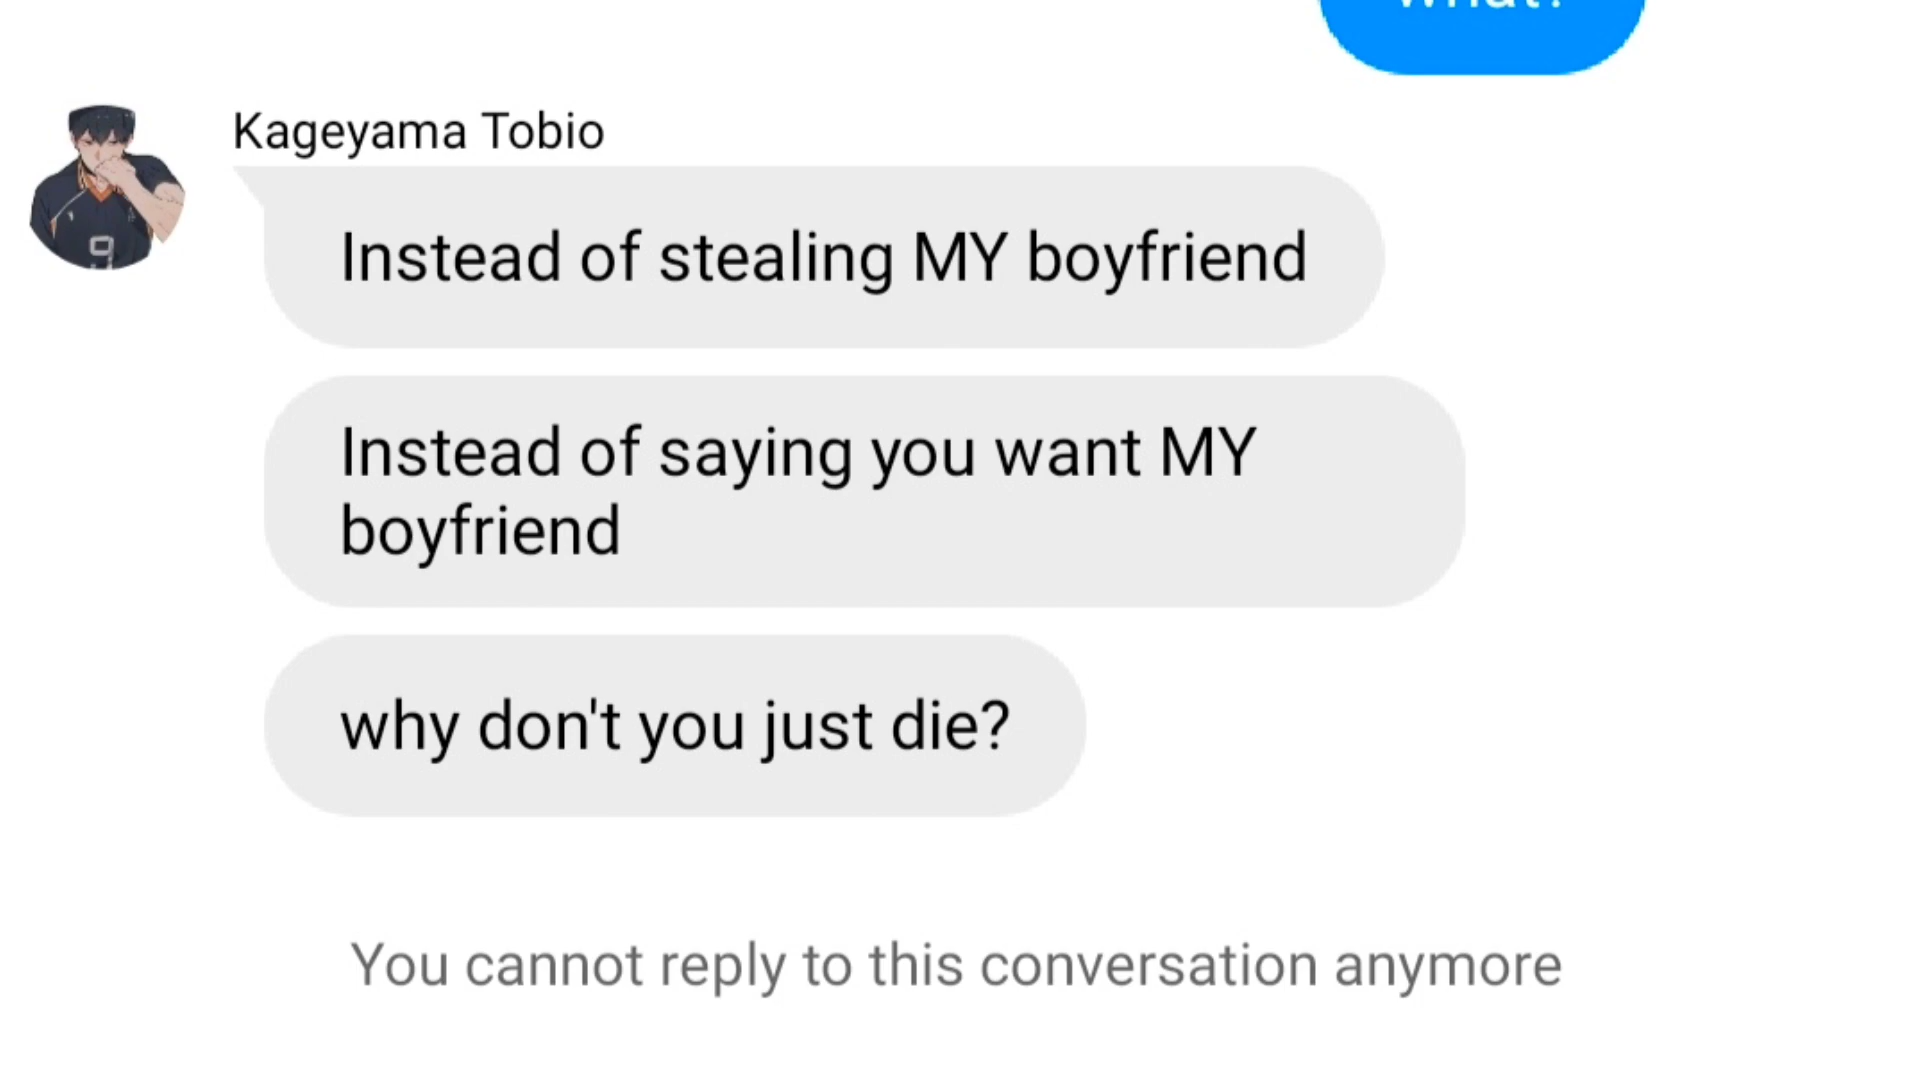 what?
Kageyama Tobio
Instead of stealing MY boyfriend
Instead of saying you want MY
boyfriend
why don't you just die?
You cannot reply to this conversation anymore